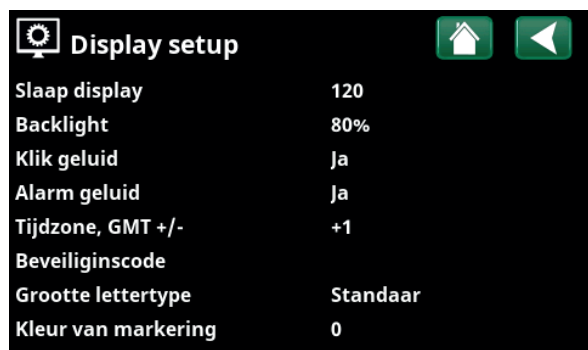 Display setup
Slaap display 120
Backlight 80%
Klik geluid Ja
Alarm geluid Ja
Tijdzone, GMT +/- +1
Beveiliginscode
Grootte lettertype Standaar
Kleur van markering 0